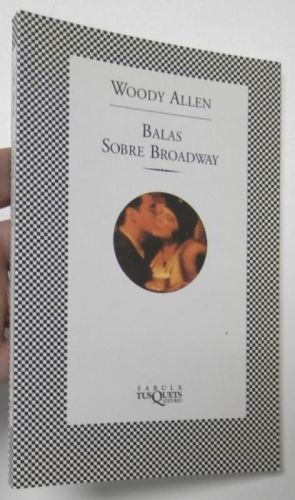 WOODY ALLEN
BALAS
SOBRE BROADWAY
FABULA
TUSQUETS
EDITORES